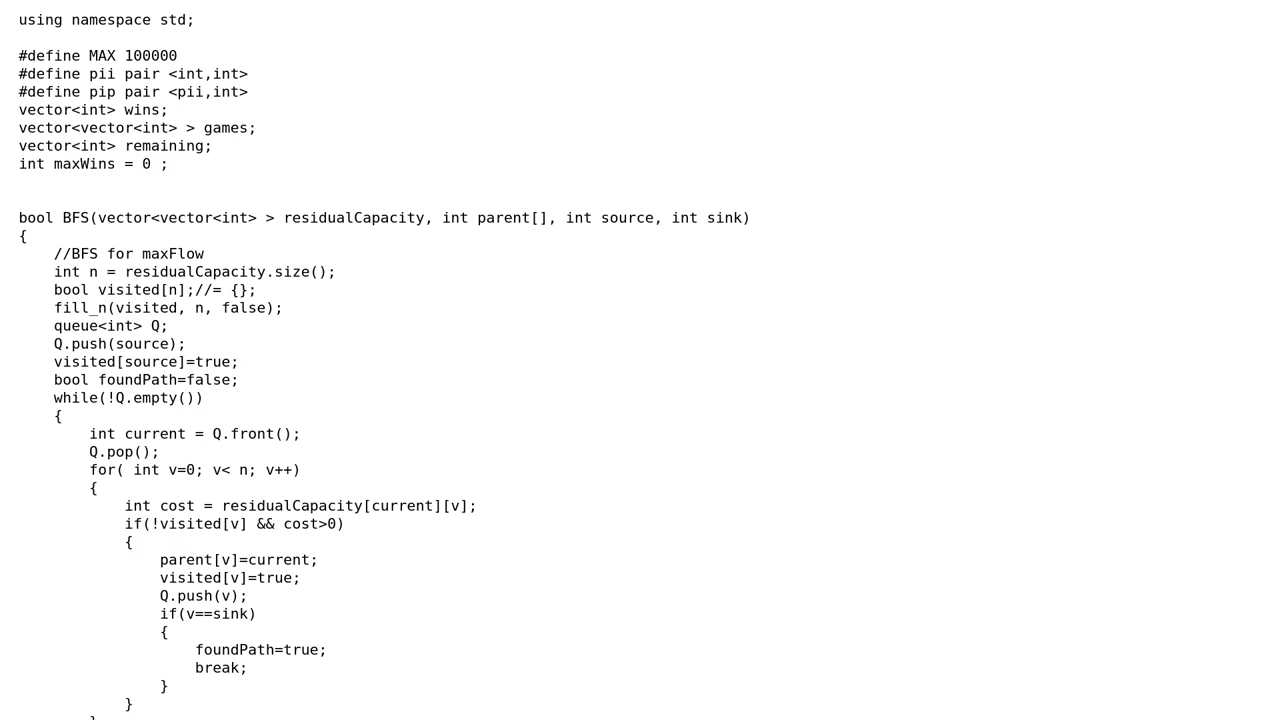 using namespace std;

#define MAX 100000
#define pii pair <int,int>
#define pip pair <pii,int>
vector<int> wins;
vector<vector<int> > games;
vector<int> remaining;
int maxWins = 0 ;


bool BFS(vector<vector<int> > residualCapacity, int parent[], int source, int sink)
{
    //BFS for maxFlow
    int n = residualCapacity.size();
    bool visited[n];//= {};
    fill_n(visited, n, false);
    queue<int> Q;
    Q.push(source);
    visited[source]=true;
    bool foundPath=false;
    while(!Q.empty())
    {
        int current = Q.front();
        Q.pop();
        for( int v=0; v< n; v++)
        {
            int cost = residualCapacity[current][v];
            if(!visited[v] && cost>0)
            {
                parent[v]=current;
                visited[v]=true;
                Q.push(v);
                if(v==sink)
                {
                    foundPath=true;
                    break;
                }
            }
        }